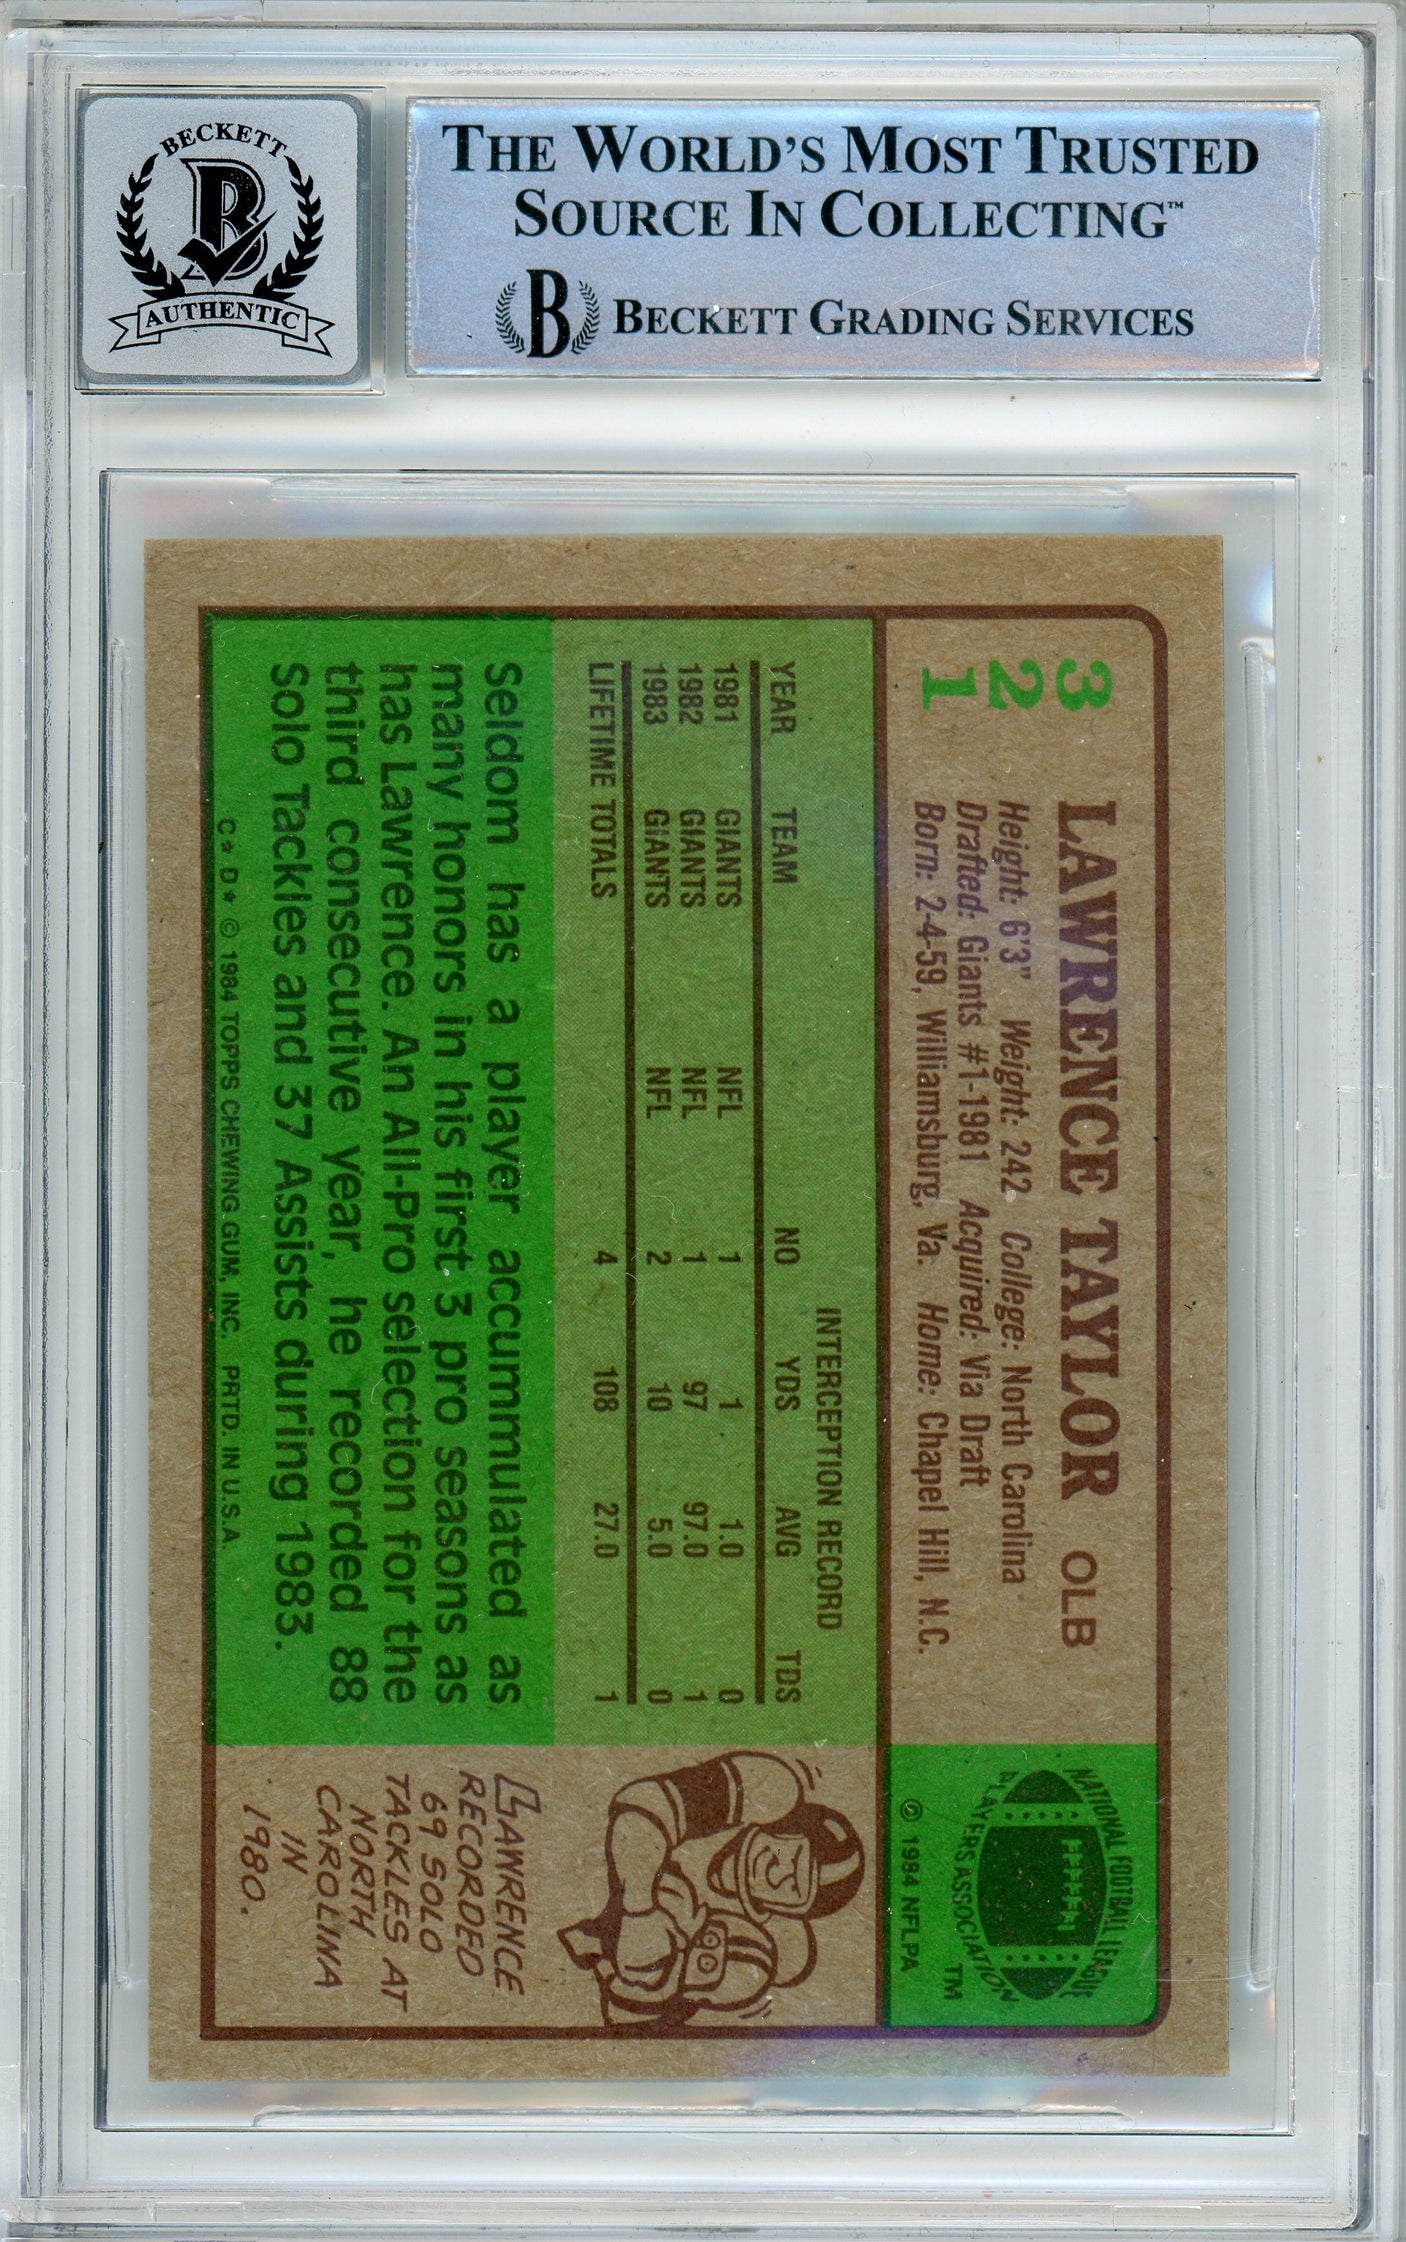 BECKETT
B
AUTHENTIC
THE WORLD'S MOST TRUSTED
SOURCE IN COLLECTING™
B BECKETT GRADING SERVICES
321
LAWRENCE TAYLOR OLB
Height: 6'3" Weight: 242 College: North Carolina
Drafted: Giants #1-1981 Acquired: Via Draft
Born: 2-4-59, Williamsburg, Va. Home: Chapel Hill, N.C.
NATIONAL FOOTBALL LEAGUE
PLAYERS ASSOCIATION
TM
© 1984 NFLPA
INTERCEPTION RECORD
YEAR TEAM NO YDS AVG TDS
1981 GIANTS NFL 1 1 1.0 0
1982 GIANTS NFL 1 97 97.0 1
1983 GIANTS NFL 2 10 5.0 0
LIFETIME TOTALS 4 108 27.0 1
Seldom has a player accummulated as
many honors in his first 3 pro seasons as
has Lawrence. An All-Pro selection for the
third consecutive year, he recorded 88
Solo Tackles and 37 Assists during 1983.
C* D* © 1984 TOPPS CHEWING GUM, INC. PRTD. IN U.S.A.
LAWRENCE
RECORDED
69 SOLO
TACKLES AT
NORTH
CAROLINA
IN
1980.